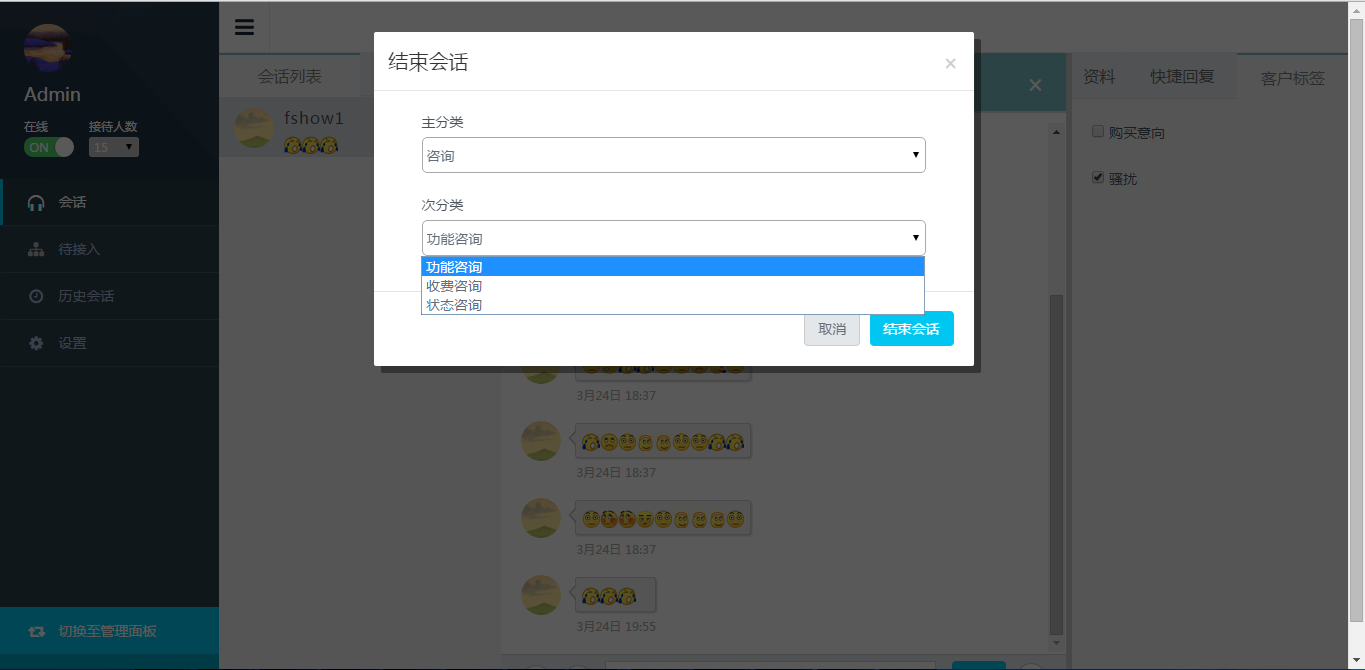 Admin
在线 接待人数
ON 15
会话
待接入
历史会话
设置
切换至管理面板
会话列表
fshow1
结束会话 ×
主分类
咨询
次分类
功能咨询
功能咨询
收费咨询
状态咨询
取消 结束会话
×
3月24日 18:37
3月24日 18:37
3月24日 18:37
3月24日 19:55
资料 快捷回复 客户标签
购买意向
骚扰